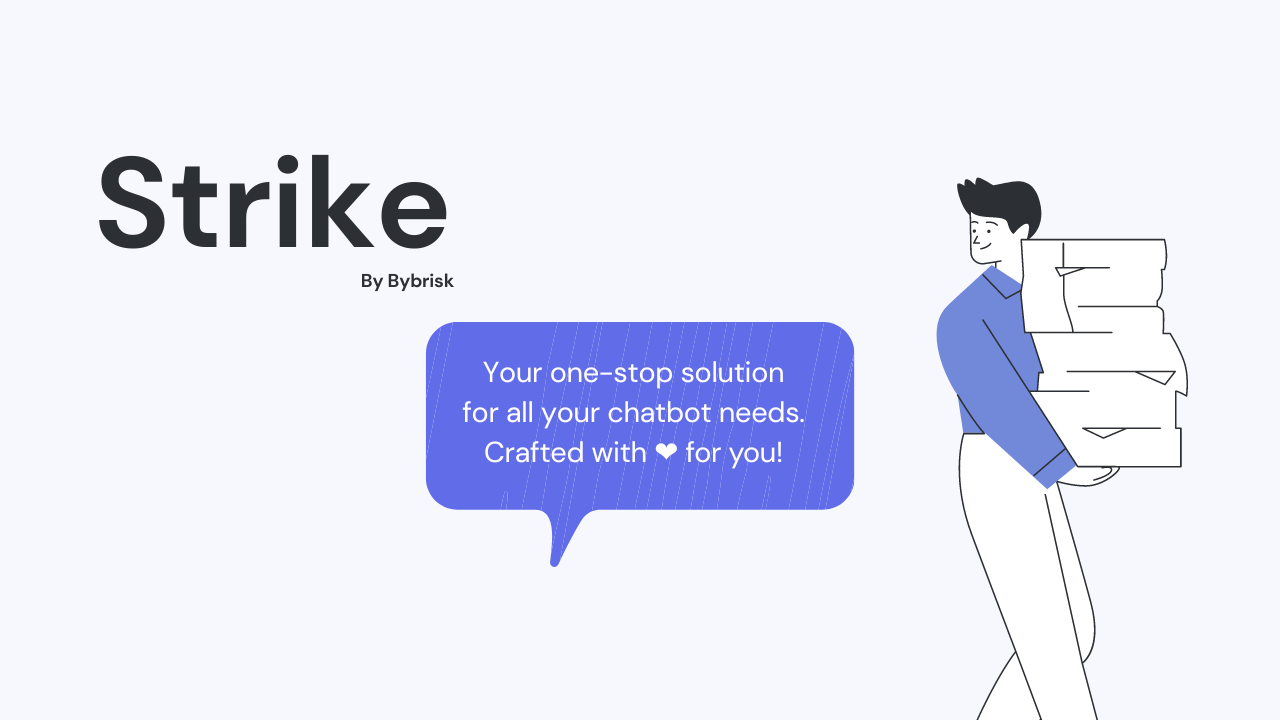 Strike
By Bybrisk
Your one-stop solution
for all your chatbot needs.
Crafted with ❤ for you!